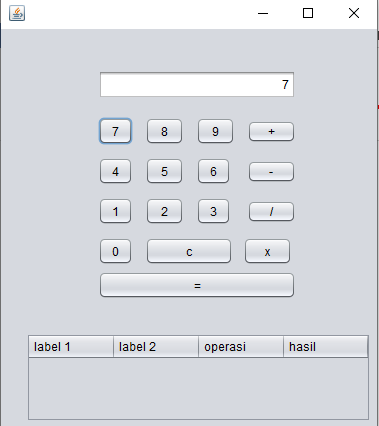 7
7 8 9 +
4 5 6 -
1 2 3 /
0 c x
=
label 1 label 2 operasi hasil